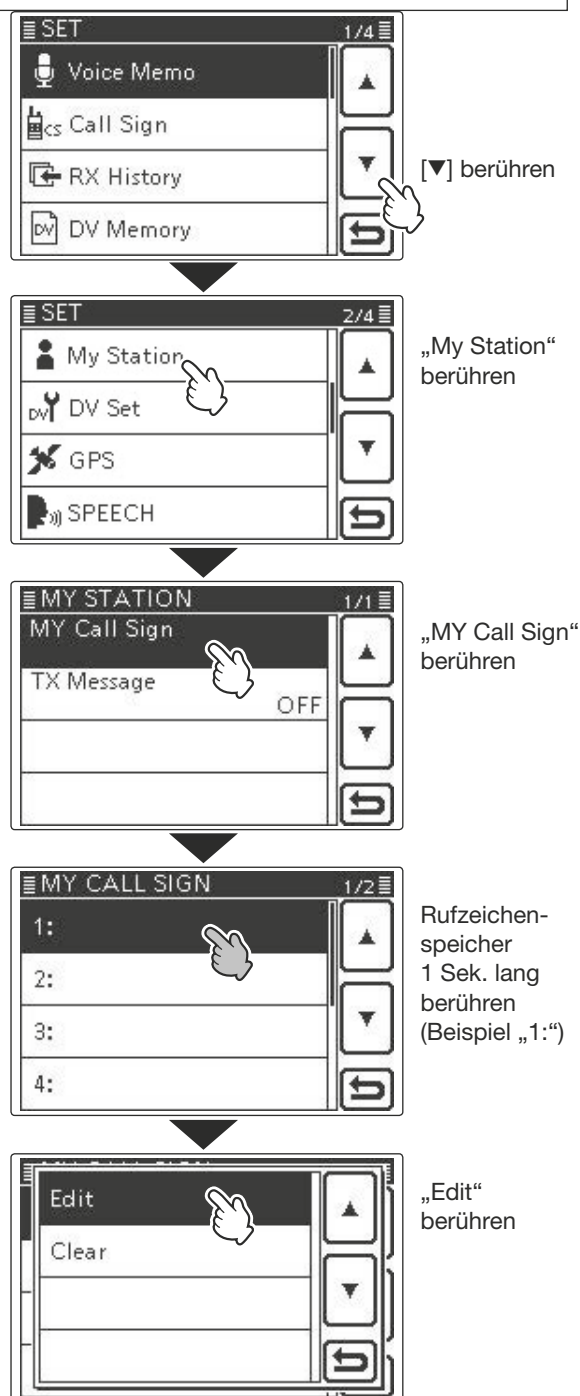 SET 1/4
Voice Memo
CS Call Sign
RX History
DV DV Memory
[▼] berühren
SET 2/4
My Station
DV DV Set
GPS
SPEECH
„My Station“
berühren
MY STATION 1/1
MY Call Sign
TX Message
OFF
„MY Call Sign“
berühren
MY CALL SIGN 1/2
1:
2:
3:
4:
Rufzeichen-
speicher
1 Sek. lang
berühren
(Beispiel „1:“)
Edit
Clear
„Edit“
berühren